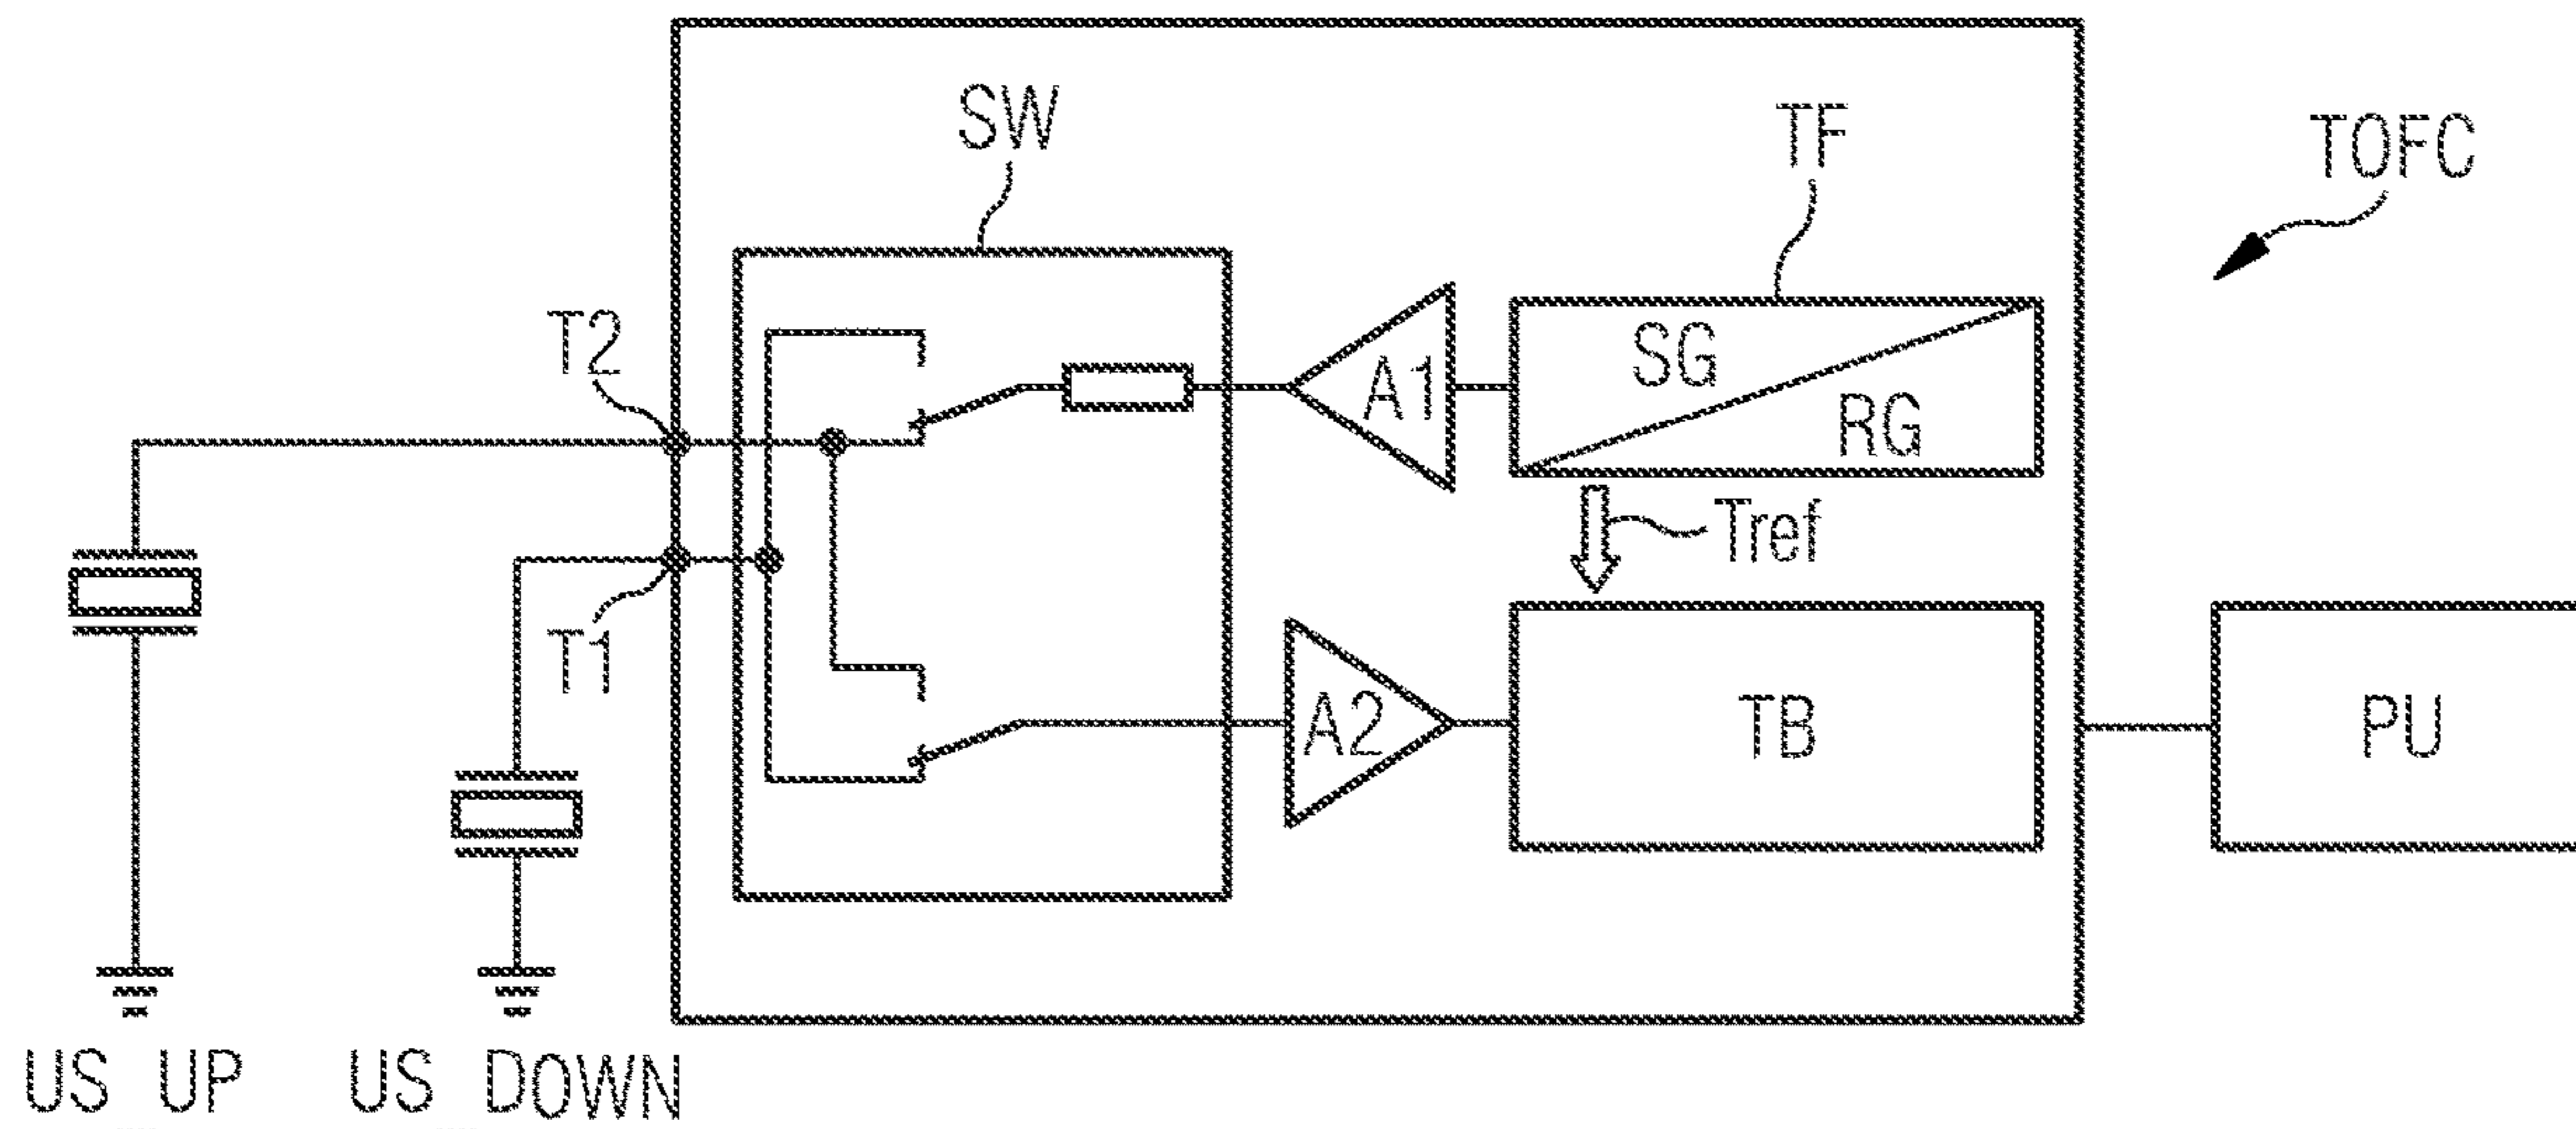 SW
TF
TOFC
T2
SG
A1
RG
Tref
T1
A2
TB
PU
US UP
US DOWN